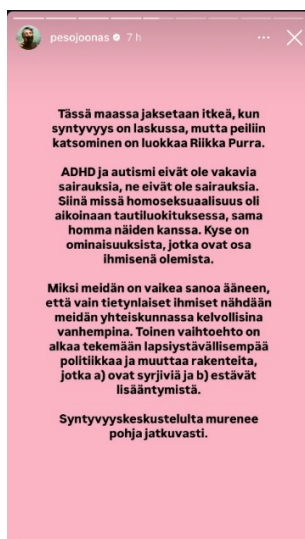 pesojoonas 7 h
Tässä maassa jaksetaan itkeä, kun
syntyvyys on laskussa, mutta peiliin
katsominen on luokkaa Riikka Purra.
ADHD ja autismi eivät ole vakavia
sairauksia, ne eivät ole sairauksia.
Siinä missä homoseksuaalisuus oli
aikoinaan tautiluokituksessa, sama
homma näiden kanssa. Kyse on
ominaisuuksista, jotka ovat osa
ihmisenä olemista.
Miksi meidän on vaikea sanoa ääneen,
että vain tietynlaiset ihmiset nähdään
meidän yhteiskunnassa kelvollisina
vanhempina. Toinen vaihtoehto on
alkaa tekemään lapsiystävällisempää
politiikkaa ja muuttaa rakenteita,
jotka a) ovat syrjiviä ja b) estävät
lisääntymistä.
Syntyvyyskeskustelulta murenee
pohja jatkuvasti.